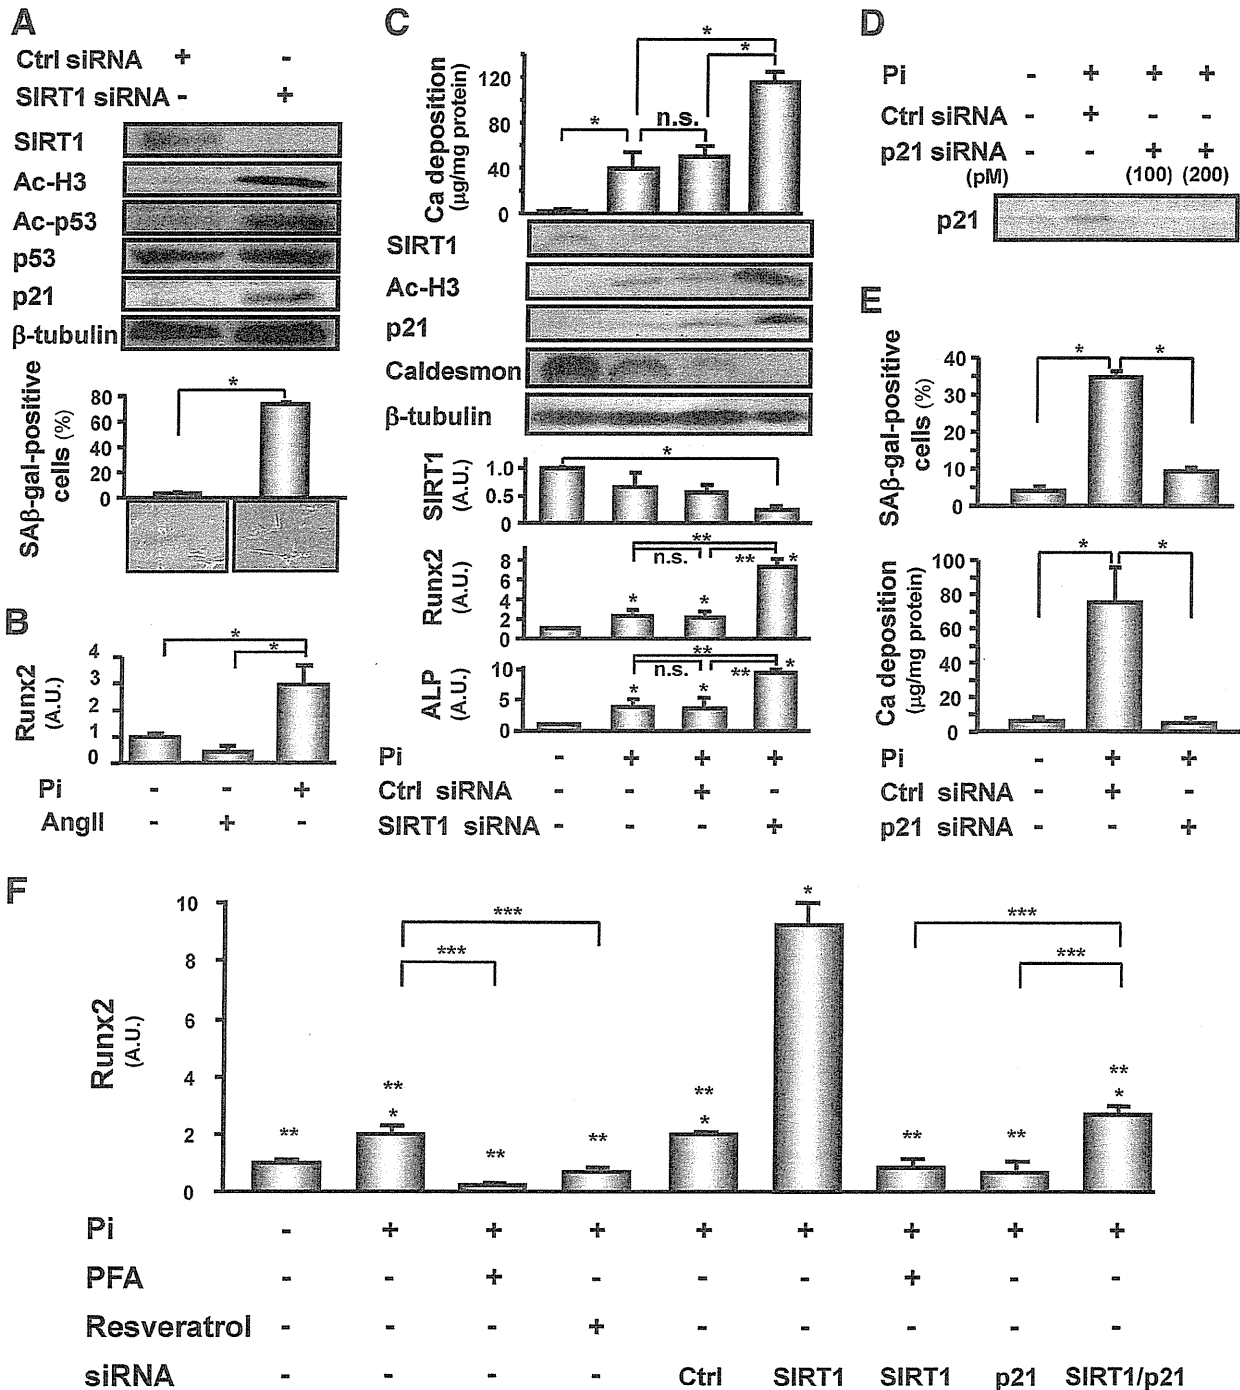 A
Ctrl siRNA + -
SIRT1 siRNA - +
SIRT1
Ac-H3
Ac-p53
p53
p21
β-tubulin
SAβ-gal-positive
cells (%)
80
60
40
20
0
*
B
Runx2
(A.U.)
4
3
2
1
0
*
*
Pi - - +
AngII - + -
C
Ca deposition
(μg/mg protein)
120
80
40
0
*
*
* n.s.
SIRT1
Ac-H3
p21
Caldesmon
β-tubulin
SIRT1
(A.U.)
1.0
0.5
0
*
Runx2
(A.U.)
8
6
4
2
0
**
n.s. ** *
* *
ALP
(A.U.)
10
5
0
**
n.s. ** *
* *
Pi - + + +
Ctrl siRNA - - + -
SIRT1 siRNA - - - +
D
Pi - + + +
Ctrl siRNA - + - -
p21 siRNA - - + +
(pM) (100) (200)
p21
E
SAβ-gal-positive
cells (%)
40
30
20
10
0
* *
Ca deposition
(μg/mg protein)
100
80
60
40
20
0
* *
Pi - + +
Ctrl siRNA - + -
p21 siRNA - - +
F
Runx2
(A.U.)
10
8
6
4
2
0
*
*** ***
*** ***
** ** **
** * ** ** * ** ** *
Pi - + + + + + + + +
PFA - - + - - - + - -
Resveratrol - - - + - - - - -
siRNA - - - - Ctrl SIRT1 SIRT1 p21 SIRT1/p21